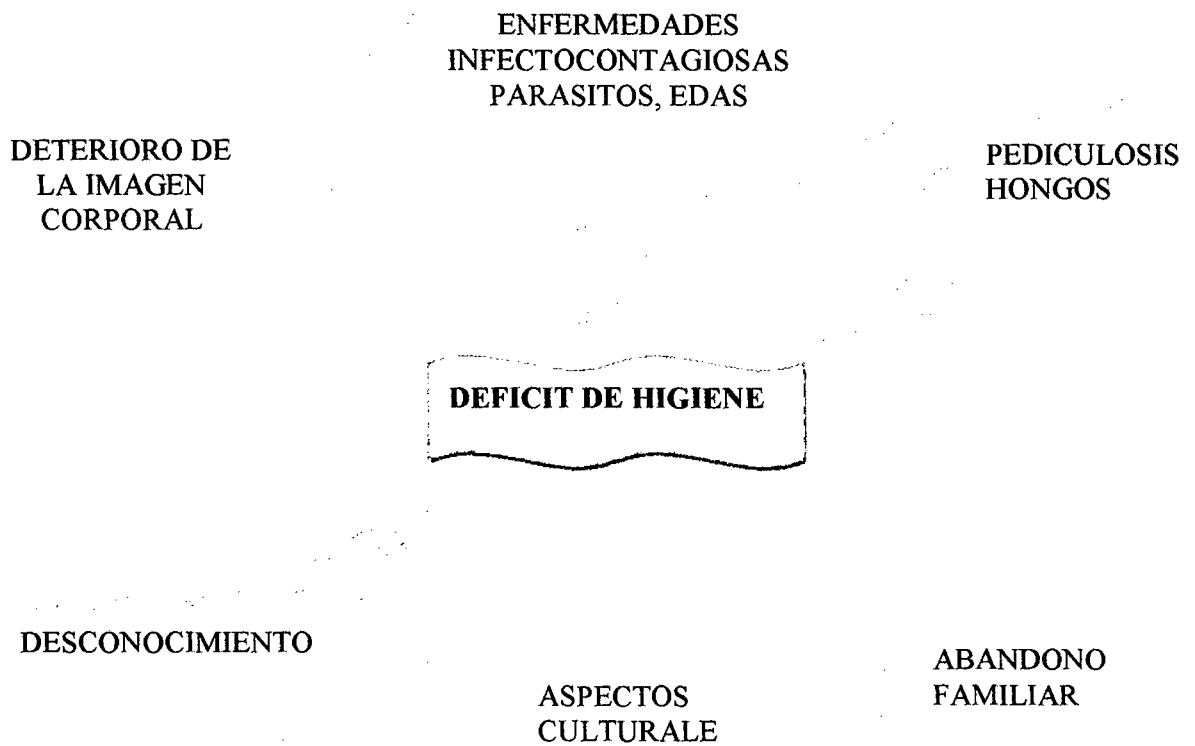 ENFERMEDADES
INFECTOCONTAGIOSAS
PARASITOS, EDAS
DETERIORO DE
LA IMAGEN
CORPORAL
PEDICULOSIS
HONGOS
DEFICIT DE HIGIENE
DESCONOCIMIENTO
ASPECTOS
CULTURALE
ABANDONO
FAMILIAR